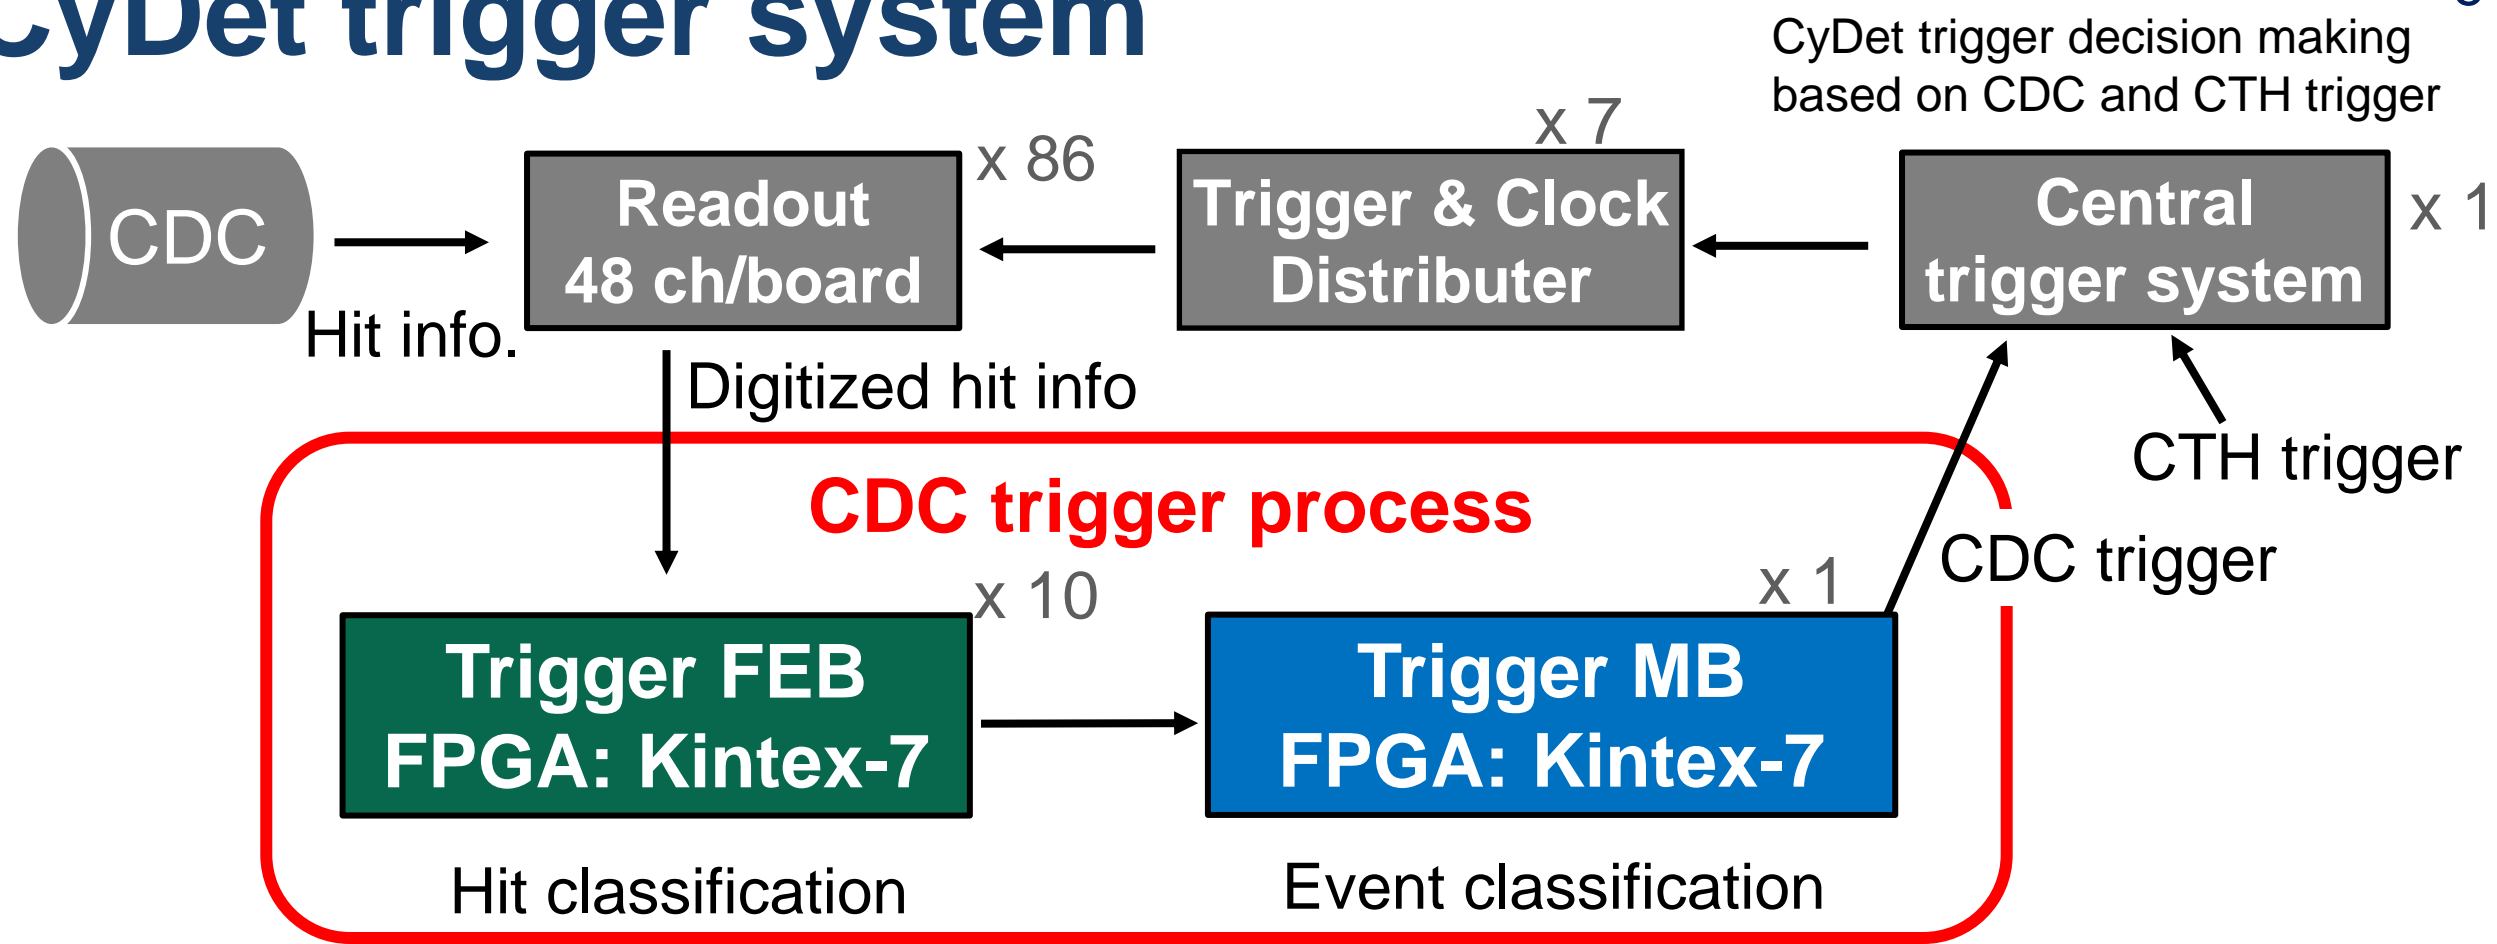 CyDet trigger system
CyDet trigger decision making
based on CDC and CTH trigger
CDC
Readout
48 ch/board
x 86
Trigger & Clock
Distributer
x 7
Central
trigger system
x 1
Hit info.
Digitized hit info
CTH trigger
CDC trigger process
CDC trigger
x 10
x 1
Trigger FEB
FPGA: Kintex-7
Trigger MB
FPGA: Kintex-7
Hit classification
Event classification